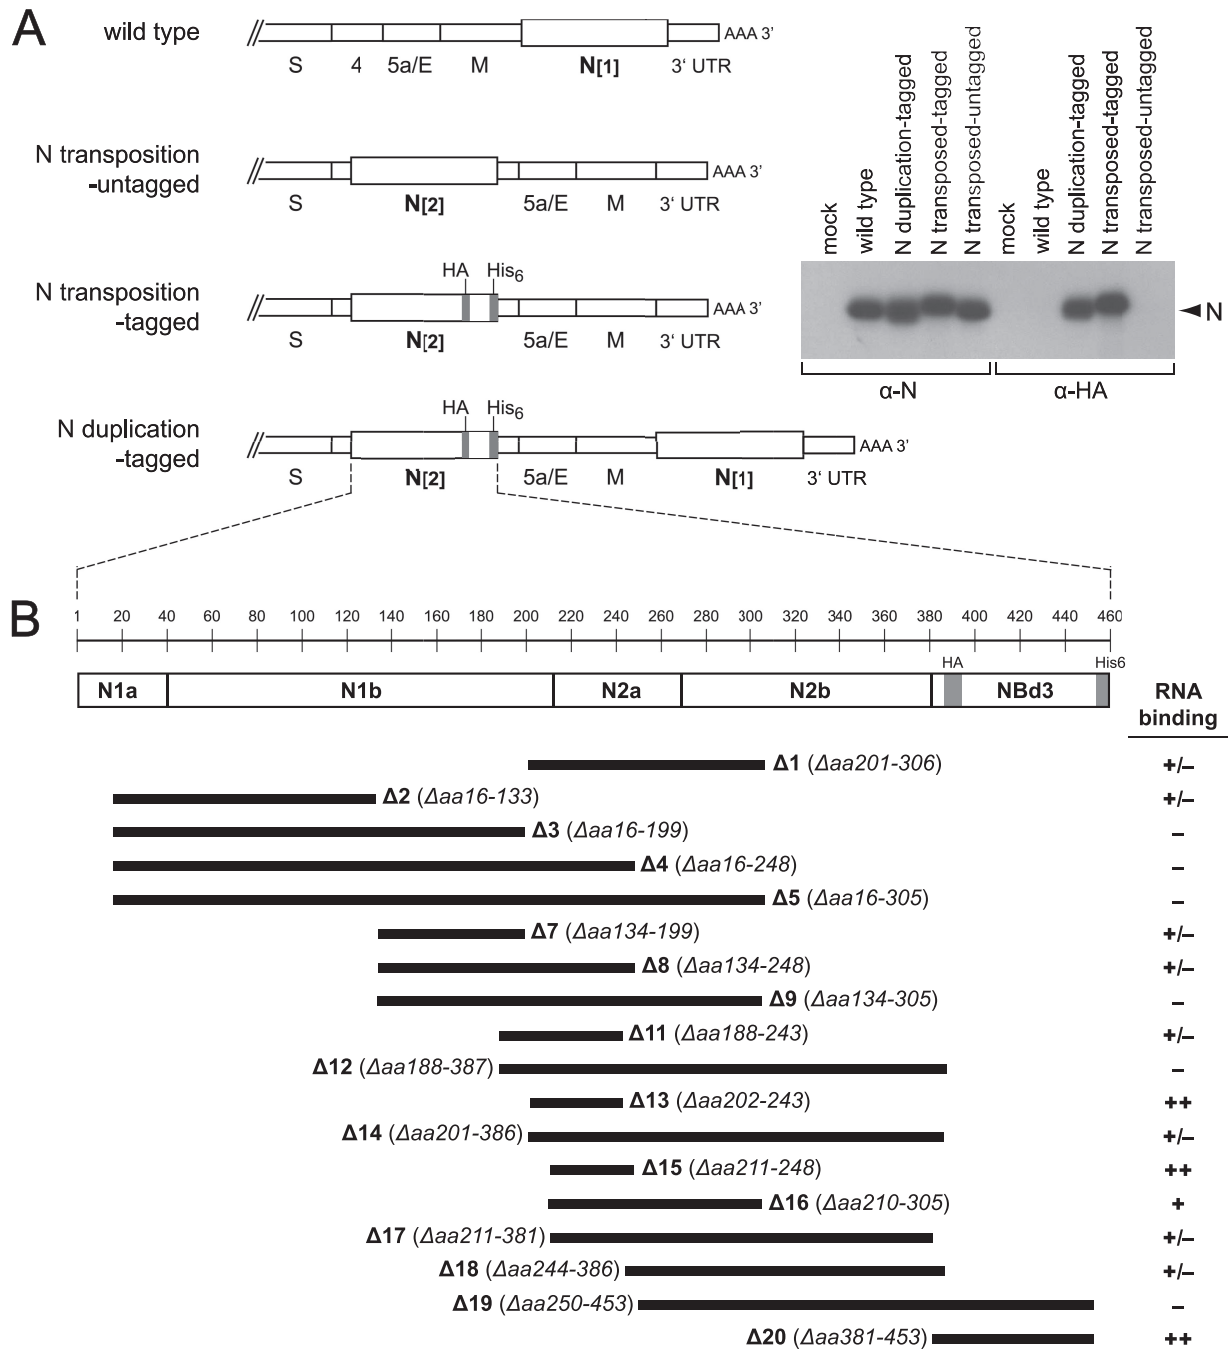 A
wild type
AAA 3'
S 4 5a/E M N[1] 3' UTR
N transposition
-untagged
AAA 3'
S N[2] 5a/E M 3' UTR
N transposition
-tagged
HA His6
AAA 3'
S N[2] 5a/E M 3' UTR
N duplication
-tagged
HA His6
AAA 3'
S N[2] 5a/E M N[1] 3' UTR
mock
wild type
N duplication-tagged
N transposed-tagged
N transposed-untagged
mock
wild type
N duplication-tagged
N transposed-tagged
N transposed-untagged
N
α-N α-HA
B
1 20 40 60 80 100 120 140 160 180 200 220 240 260 280 300 320 340 360 380 400 420 440 460
HA His6
N1a N1b N2a N2b NBd3
RNA
binding
Δ1 (Δaa201-306) +/–
Δ2 (Δaa16-133) +/–
Δ3 (Δaa16-199) –
Δ4 (Δaa16-248) –
Δ5 (Δaa16-305) –
Δ7 (Δaa134-199) +/–
Δ8 (Δaa134-248) +/–
Δ9 (Δaa134-305) –
Δ11 (Δaa188-243) +/–
Δ12 (Δaa188-387) –
Δ13 (Δaa202-243) ++
Δ14 (Δaa201-386) +/–
Δ15 (Δaa211-248) ++
Δ16 (Δaa210-305) +
Δ17 (Δaa211-381) +/–
Δ18 (Δaa244-386) +/–
Δ19 (Δaa250-453) –
Δ20 (Δaa381-453) ++